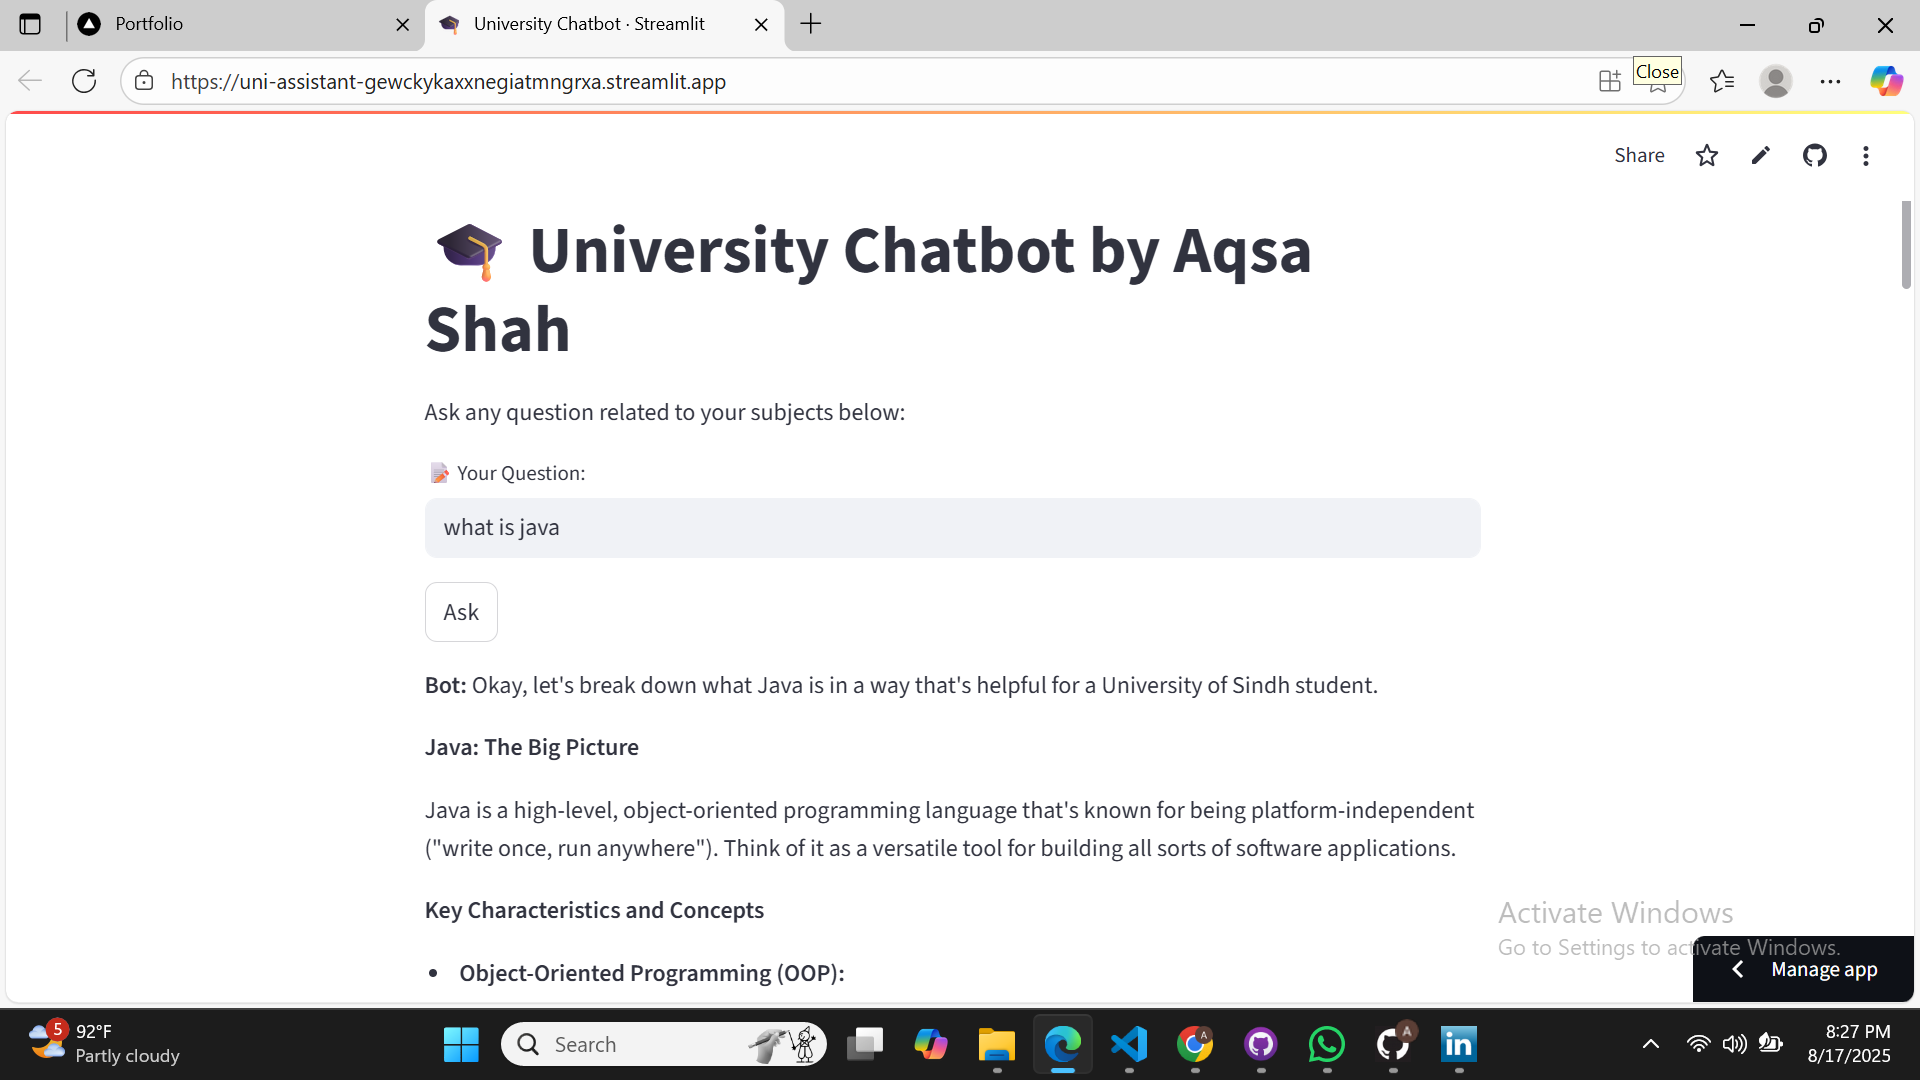 Portfolio
University Chatbot · Streamlit
https://uni-assistant-gewckykaxxnegiatmngrxa.streamlit.app
Close
Share
University Chatbot by Aqsa
Shah
Ask any question related to your subjects below:
Your Question:
what is java
Ask
Bot: Okay, let's break down what Java is in a way that's helpful for a University of Sindh student.
Java: The Big Picture
Java is a high-level, object-oriented programming language that's known for being platform-independent
("write once, run anywhere"). Think of it as a versatile tool for building all sorts of software applications.
Key Characteristics and Concepts
• Object-Oriented Programming (OOP):
Activate Windows
Go to Settings to activate Windows.
Manage app
5
92°F
Partly cloudy
Search
A
A
in
8:27 PM
8/17/2025